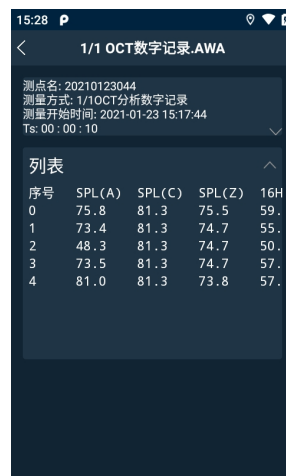 15:28
1/1 OCT数字记录.AWA
测点名: 20210123044
测量方式: 1/1OCT分析数字记录
测量开始时间: 2021-01-23 15:17:44
Ts: 00 : 00 : 10
列表
序号 SPL(A) SPL(C) SPL(Z) 16H
0 75.8 81.3 75.5 59.
1 73.4 81.3 74.7 55.
2 48.3 81.3 74.7 50.
3 73.5 81.3 74.7 57.
4 81.0 81.3 73.8 57.